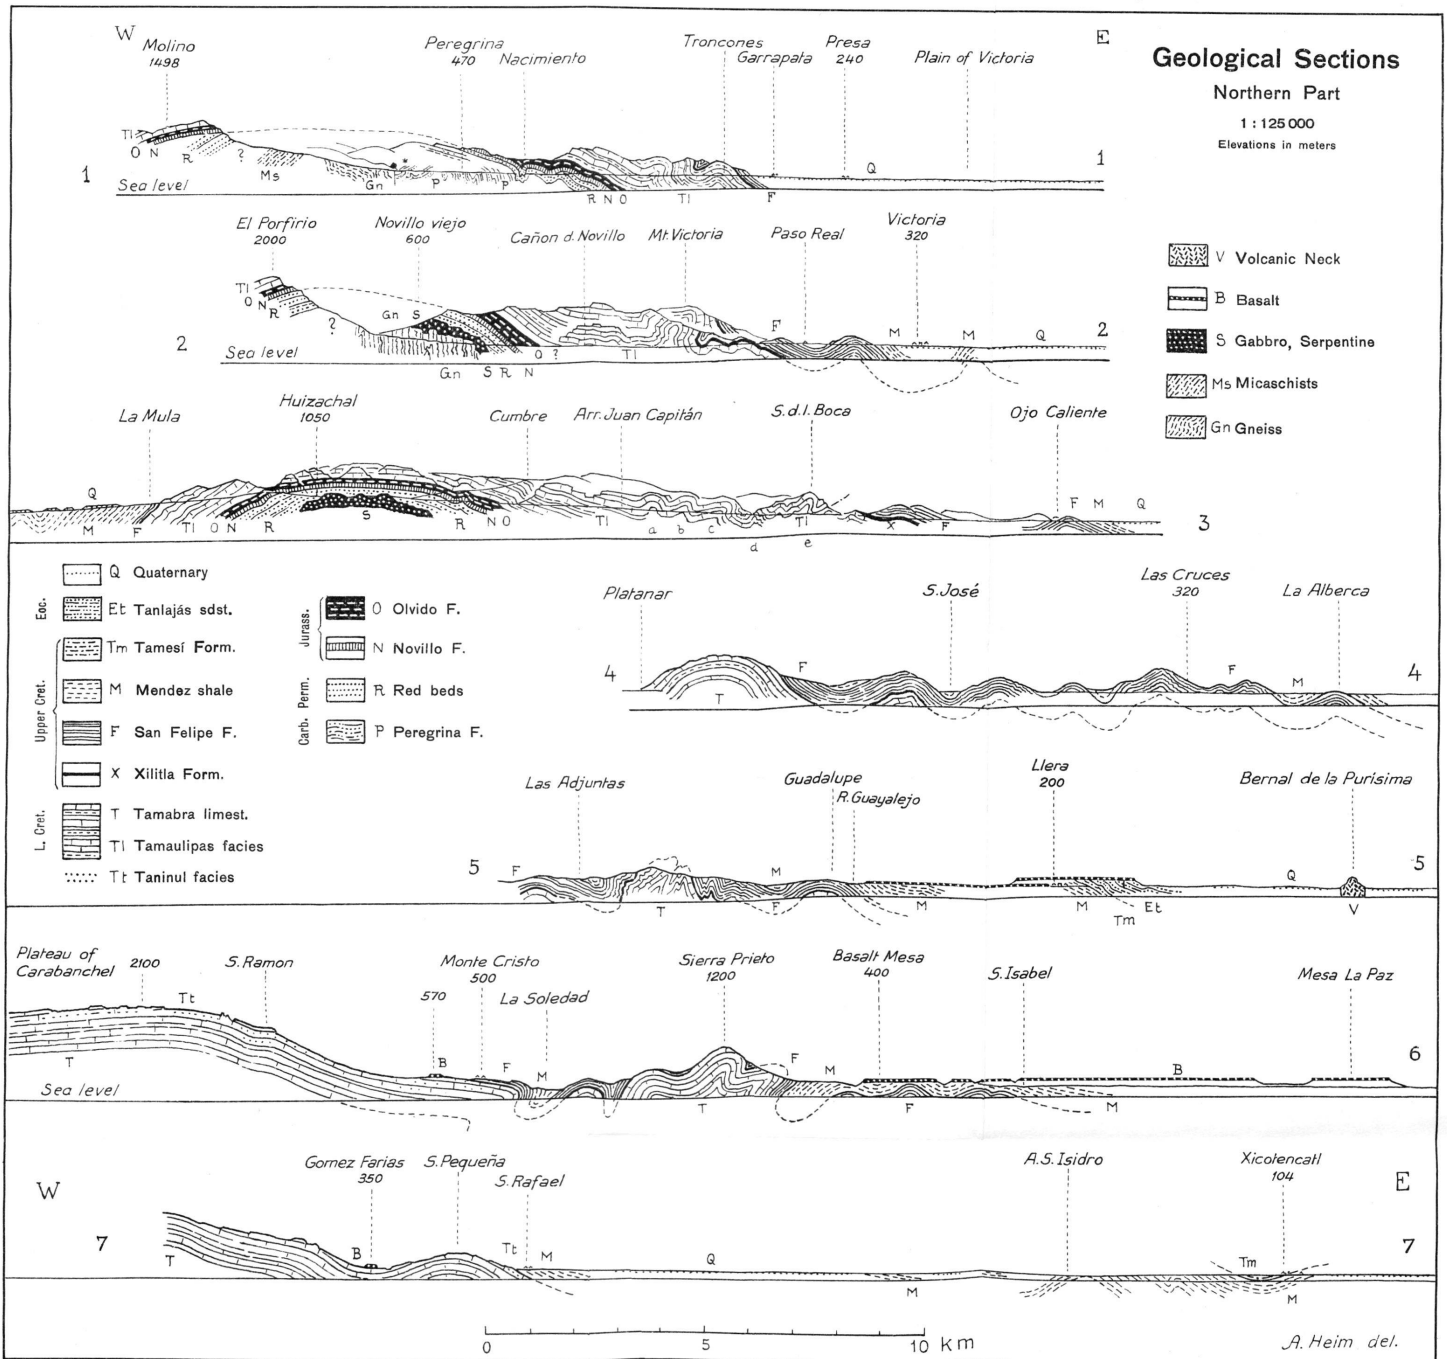 Geological Sections
Northern Part
1 : 125 000
Elevations in meters
W
E
Molino
1498
Peregrina
470
Nacimiento
Troncones
Garrapata
Presa
240
Plain of Victoria
Tl
O N R ? Ms Gn P P R N O Tl F Q
1
1
Sea level
El Porfirio
2000
Novillo viejo
600
Cañon d. Novillo
Mt. Victoria
Paso Real
Victoria
320
Tl
O N R ? Gn S F M M Q
2
2
Sea level
X
Gn S R N O ? Tl
La Mula
Huizachal
1050
Cumbre
Arr. Juan Capitán
S. d. l. Boca
Ojo Caliente
Q
F M Q
M F Tl O N R S R N O Tl a b c d e Tl X F
3
V Volcanic Neck
B Basalt
S Gabbro, Serpentine
Ms Micaschists
Gn Gneiss
Q Quaternary
Eoc.
Et Tanlajás sdst.
Upper Cret.
Tm Tamesí Form.
M Mendez shale
F San Felipe F.
X Xilitla Form.
L. Cret.
T Tamabra limest.
Tl Tamaulipas facies
Tt Taninul facies
Jurass.
O Olvido F.
N Novillo F.
Carb. Perm.
R Red beds
P Peregrina F.
Platanar
S. José
Las Cruces
320
La Alberca
4
T F F M
4
Las Adjuntas
Guadalupe
R. Guayalejo
Llera
200
Bernal de la Purísima
5
F M Q
5
T F M M Tm Et V
Plateau of
Carabanchel
2100
S. Ramon
570
Monte Cristo
500
La Soledad
Sierra Prieto
1200
Basalt Mesa
400
S. Isabel
Mesa La Paz
Tt
B F M F M B
6
T T F M
Sea level
W
E
Gomez Farias
350
S. Pequeña
S. Rafael
A. S. Isidro
Xicotencatl
104
7
T B Tt M Q Tm
7
M M
0 5 10 km
A. Heim del.